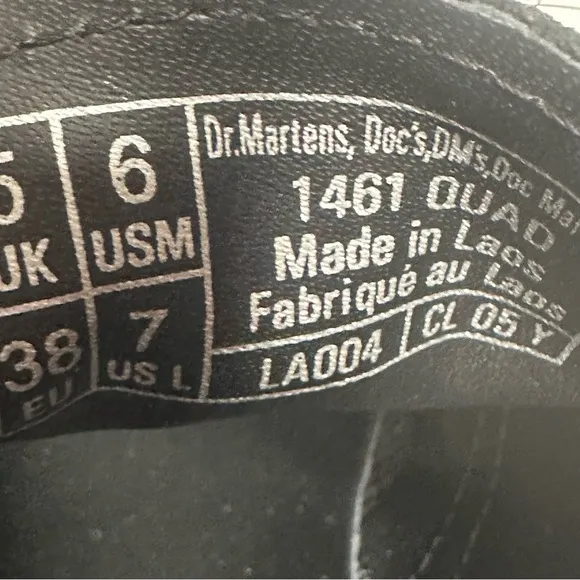 5 UK
6 USM
38 EU
7 US L
Dr.Martens, Doc's,DM's,Doc Mar
1461 QUAD
Made in Laos
Fabriqué au Laos
LA004 CL 05 Y